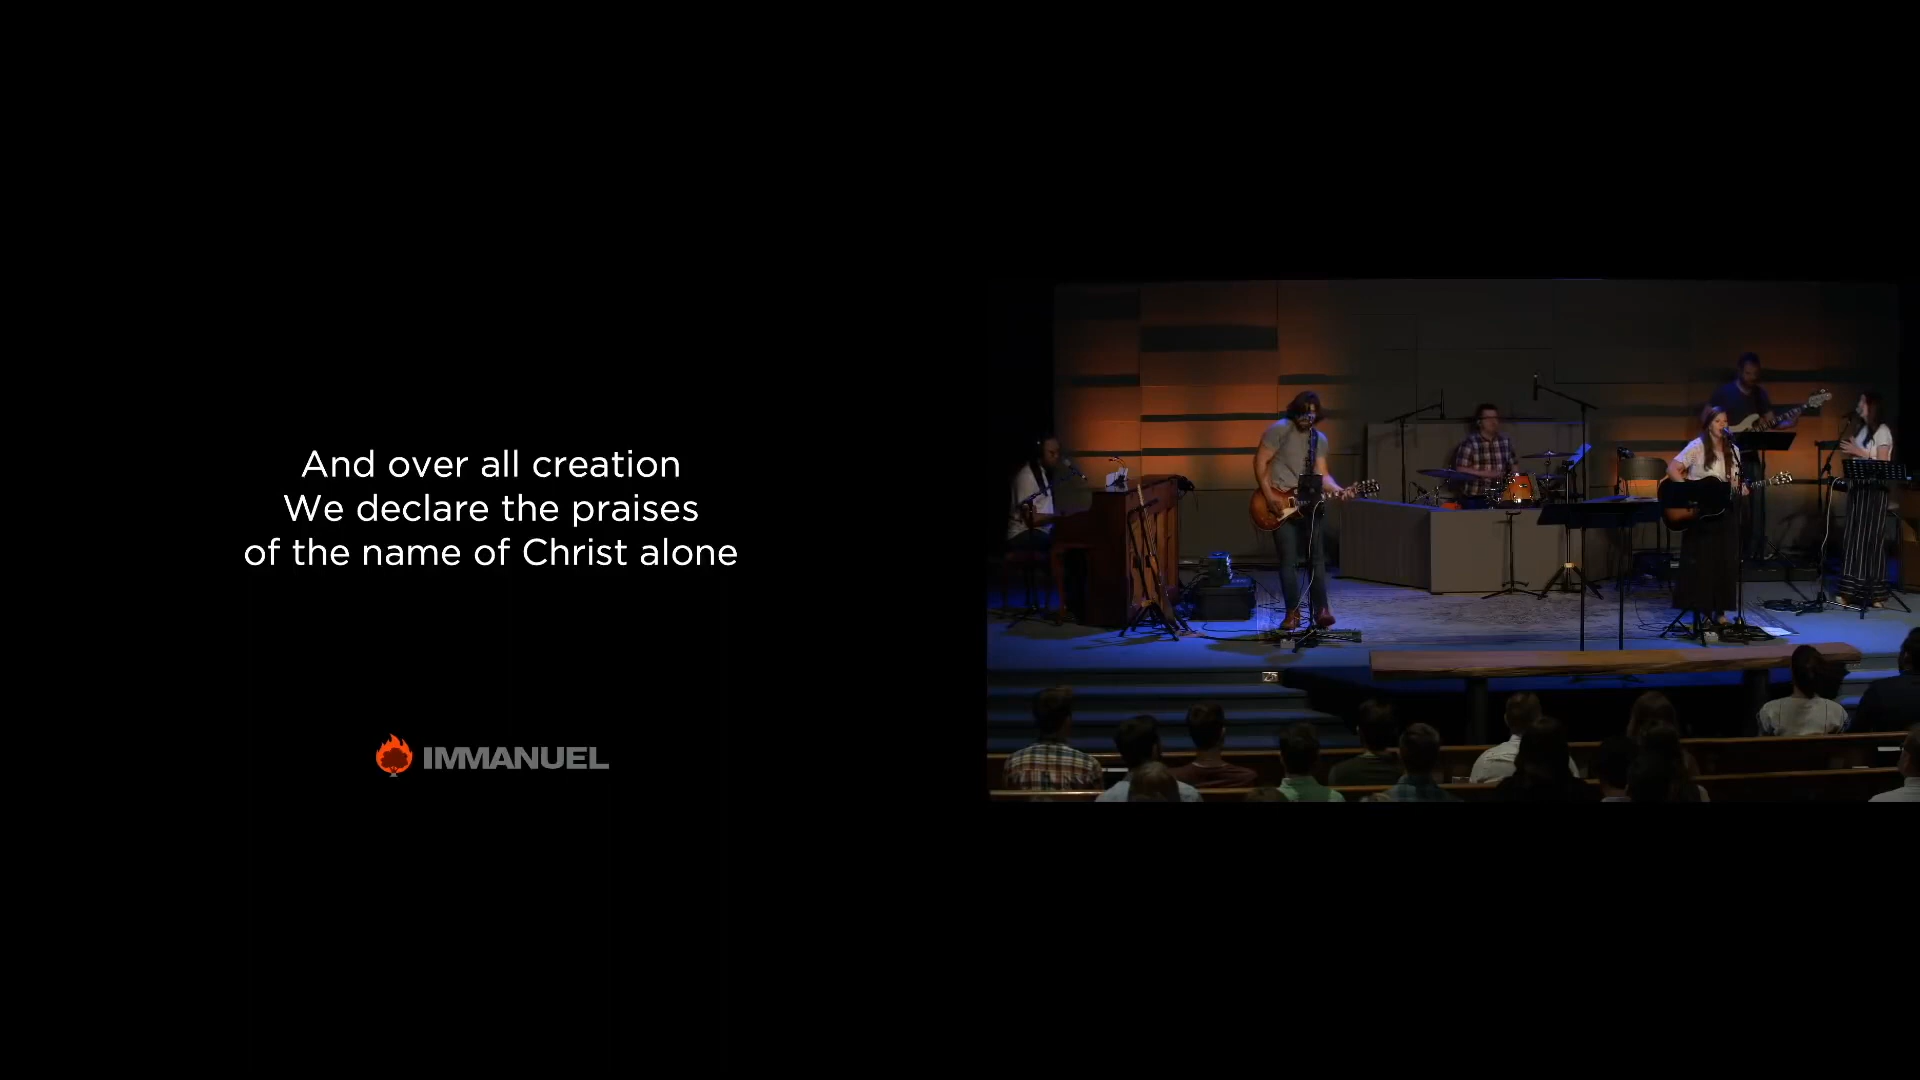 And over all creation
We declare the praises
of the name of Christ alone
IMMANUEL